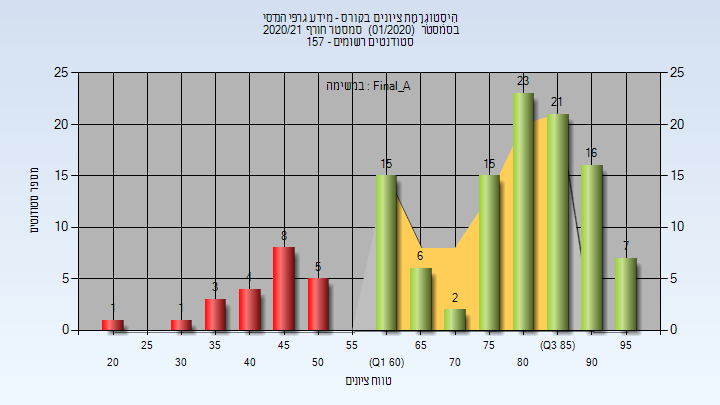 היסטוגרמת ציונים בקורס - מידע גרפי הנדסי
בסמסטר (01/2020) סמסטר חורף 2020/21
סטודנטים רשומים - 157
במשימה : Final_A
מספר סטודנטים
25 25
20 20
15 15
10 10
5 5
0 0
1 1 3 4 8 5 15 6 2 15 23 21 16 7
25 35 45 55 65 75 (Q3 85) 95
20 30 40 50 (Q1 60) 70 80 90
טווח ציונים